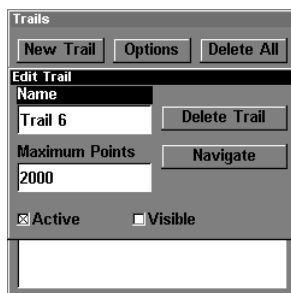 Trails
New Trail Options Delete All
Edit Trail
Name
Trail 6 Delete Trail
Maximum Points Navigate
2000
Active Visible